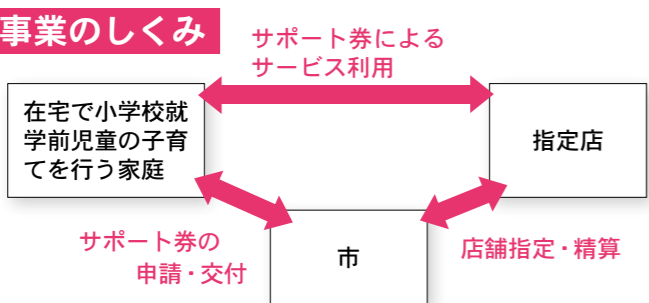 事業のしくみ
サポート券による
サービス利用
在宅で小学校就
学前児童の子育
てを行う家庭
指定店
サポート券の
申請・交付
市
店舗指定・精算